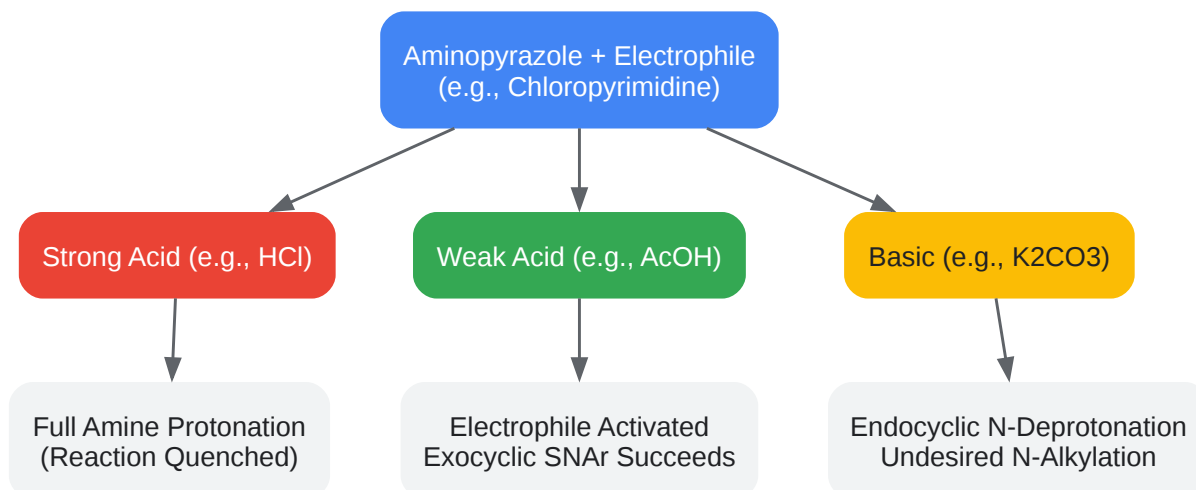 Aminopyrazole + Electrophile
(e.g., Chloropyrimidine)
Strong Acid (e.g., HCl)
Weak Acid (e.g., AcOH)
Basic (e.g., K2CO3)
Full Amine Protonation
(Reaction Quenched)
Electrophile Activated
Exocyclic SNAr Succeeds
Endocyclic N-Deprotonation
Undesired N-Alkylation